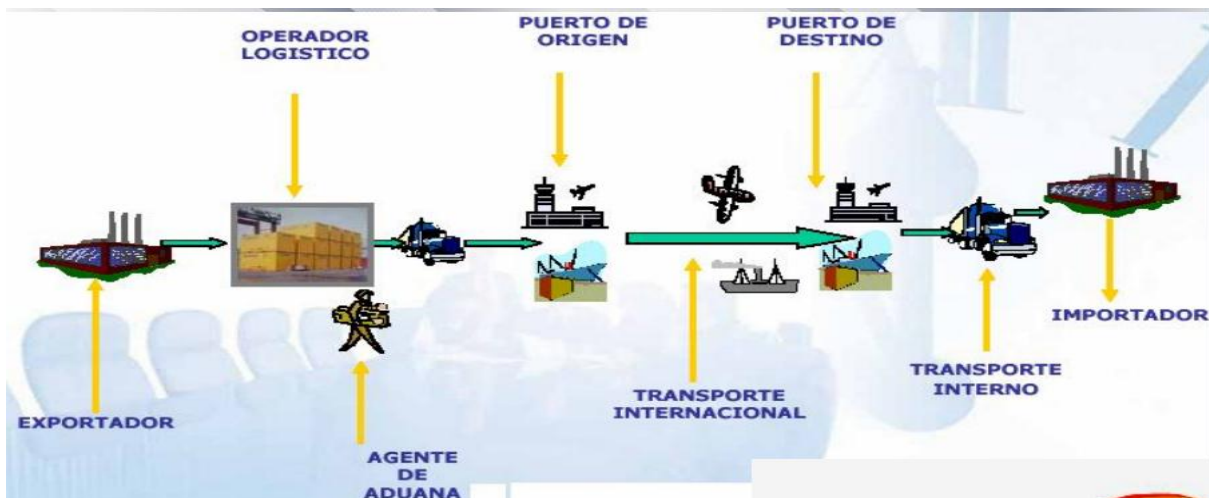 OPERADOR
LOGISTICO
PUERTO DE
ORIGEN
PUERTO DE
DESTINO
EXPORTADOR
AGENTE
DE
ADUANA
TRANSPORTE
INTERNACIONAL
TRANSPORTE
INTERNO
IMPORTADOR